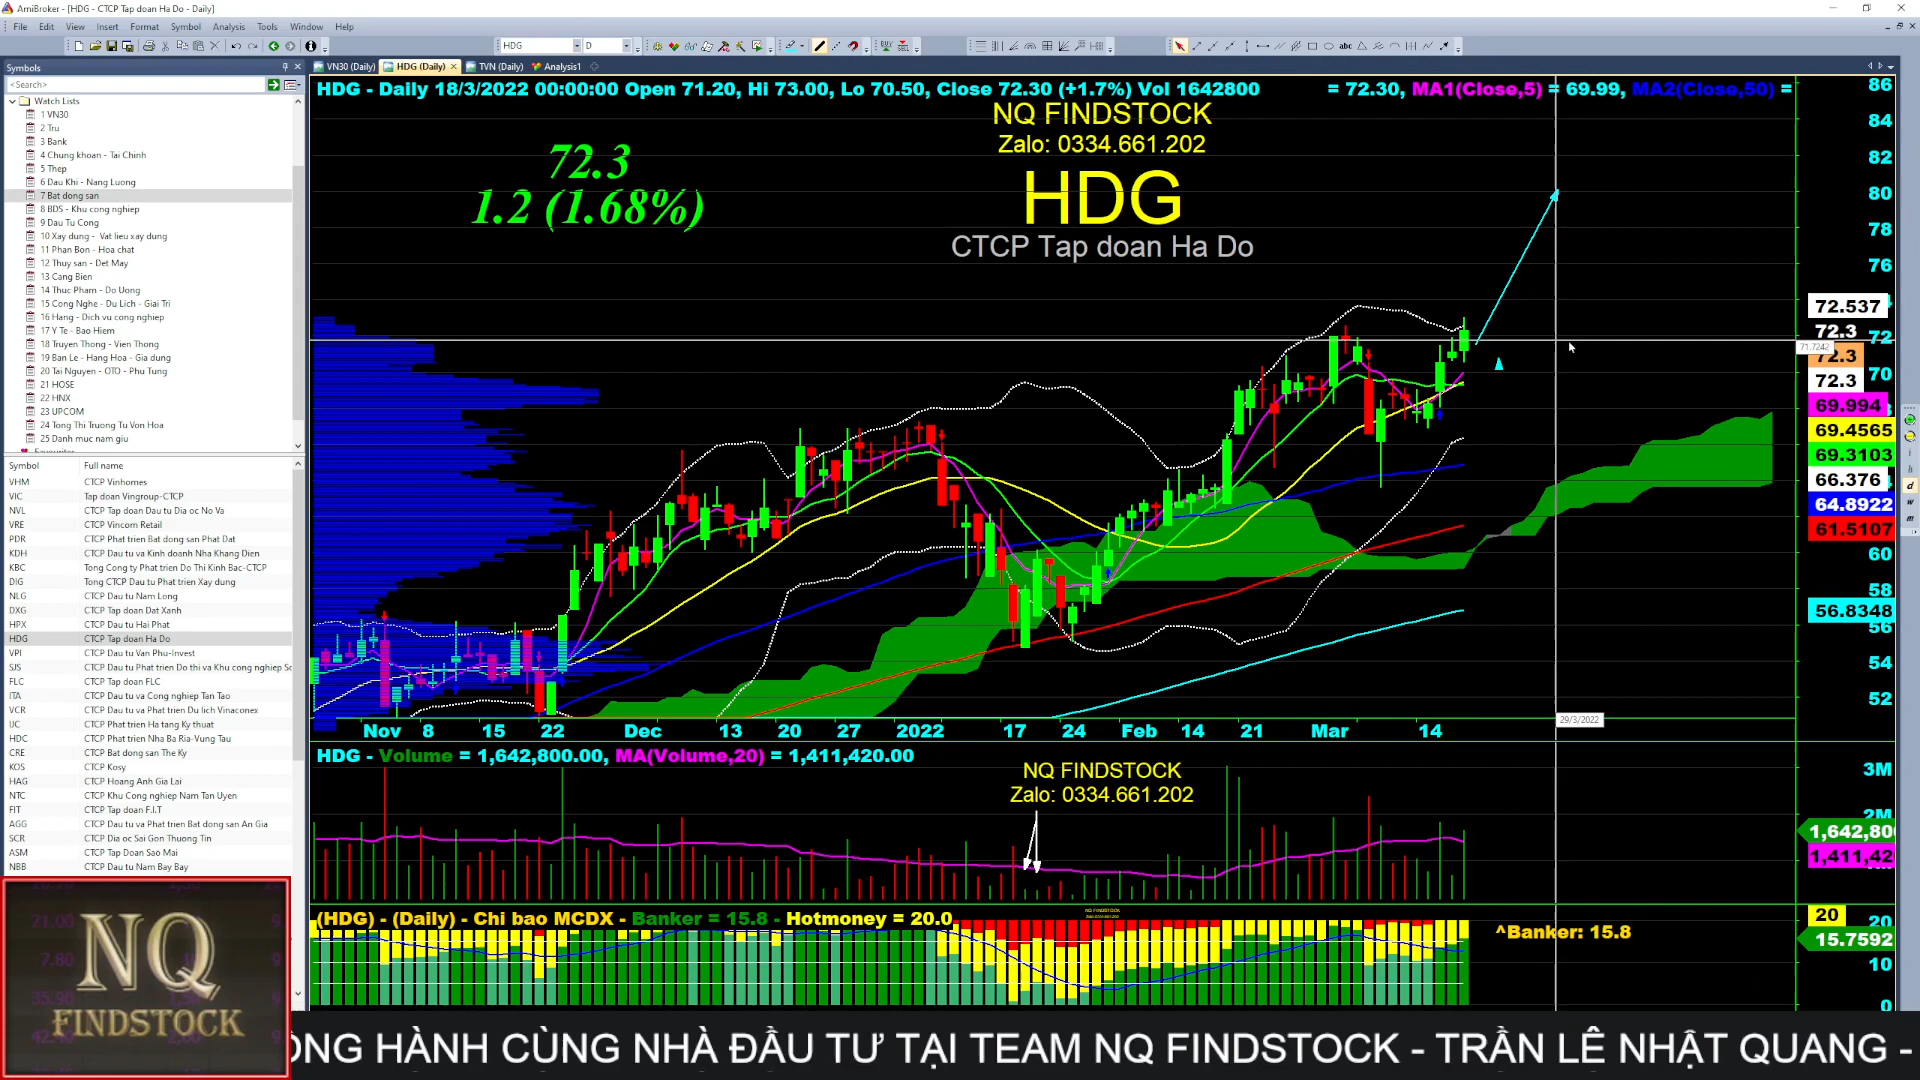 AmiBroker - [HDG - CTCP Tap doan Ha Do - Daily]
File Edit View Insert Format Symbol Analysis Tools Window Help
HDG D
Symbols
<Search>
Watch Lists
1 VN30
2 Tru
3 Bank
4 Chung khoan - Tai Chinh
5 Thep
6 Dau Khi - Nang Luong
7 Bat dong san
8 BDS - Khu cong nghiep
9 Dau Tu Cong
10 Xay dung - Vat lieu xay dung
11 Phan Bon - Hoa chat
12 Thuy san - Det May
13 Cang Bien
14 Thuc Pham - Do Uong
15 Cong Nghe - Du Lich - Giai Tri
16 Hang - Dich vu cong nghiep
17 Y Te - Bao Hiem
18 Truyen Thong - Vien Thong
19 Ban Le - Hang Hoa - Gia dung
20 Tai Nguyen - OTO - Phu Tung
21 HOSE
22 HNX
23 UPCOM
24 Tong Thi Truong Tu Von Hoa
25 Danh muc nam giu
Symbol Full name
VHM CTCP Vinhomes
VIC Tap doan Vingroup-CTCP
NVL CTCP Tap doan Dau tu Dia oc No Va
VRE CTCP Vincom Retail
PDR CTCP Phat trien Bat dong san Phat Dat
KDH CTCP Dau tu va Kinh doanh Nha Khang Dien
KBC Tong Cong ty Phat trien Do Thi Kinh Bac-CTCP
DIG Tong CTCP Dau tu Phat trien Xay dung
NLG CTCP Dau tu Nam Long
DXG CTCP Tap doan Dat Xanh
HPX CTCP Dau tu Hai Phat
HDG CTCP Tap doan Ha Do
VPI CTCP Dau tu Van Phu-Invest
SJS CTCP Dau tu Phat trien Do thi va Khu cong nghiep So
FLC CTCP Tap doan FLC
ITA CTCP Dau tu va Cong nghiep Tan Tao
VCR CTCP Dau tu va Phat trien Du lich Vinaconex
IJC CTCP Phat trien Ha tang Ky thuat
HDC CTCP Phat trien Nha Ba Ria-Vung Tau
CRE CTCP Bat dong san The Ky
KOS CTCP Kosy
HAG CTCP Hoang Anh Gia Lai
NTC CTCP Khu Cong nghiep Nam Tan Uyen
FIT CTCP Tap doan F.I.T
AGG CTCP Dau tu va Phat trien Bat dong san An Gia
SCR CTCP Dia oc Sai Gon Thuong Tin
ASM CTCP Tap Doan Sao Mai
NBB CTCP Dau tu Nam Bay Bay
VN30 (Daily) HDG (Daily) TVN (Daily) Analysis1
HDG - Daily 18/3/2022 00:00:00 Open 71.20, Hi 73.00, Lo 70.50, Close 72.30 (+1.7%) Vol 1642800 = 72.30, MA1(Close,5) = 69.99, MA2(Close,50) =
NQ FINDSTOCK
Zalo: 0334.661.202
HDG
CTCP Tap doan Ha Do
72.3
1.2 (1.68%)
86
84
82
80
78
76
72.537
72.3
72
71.7242
72.3
70
72.3
69.994
69.4565
69.3103
66.376
64.8922
61.5107
60
58
56.8348
56
54
52
Nov 8 15 22 Dec 13 20 27 2022 17 24 Feb 14 21 Mar 14
29/3/2022
HDG - Volume = 1,642,800.00, MA(Volume,20) = 1,411,420.00
NQ FINDSTOCK
Zalo: 0334.661.202
3M
2M
1,642,80
1,411,42
(HDG) - (Daily) - Chi bao MCDX - Banker = 15.8 - Hotmoney = 20.0
^Banker: 15.8
20
20
15.7592
10
0
NQ
FINDSTOCK
ỒNG HÀNH CÙNG NHÀ ĐẦU TƯ TẠI TEAM NQ FINDSTOCK - TRẦN LÊ NHẬT QUANG -